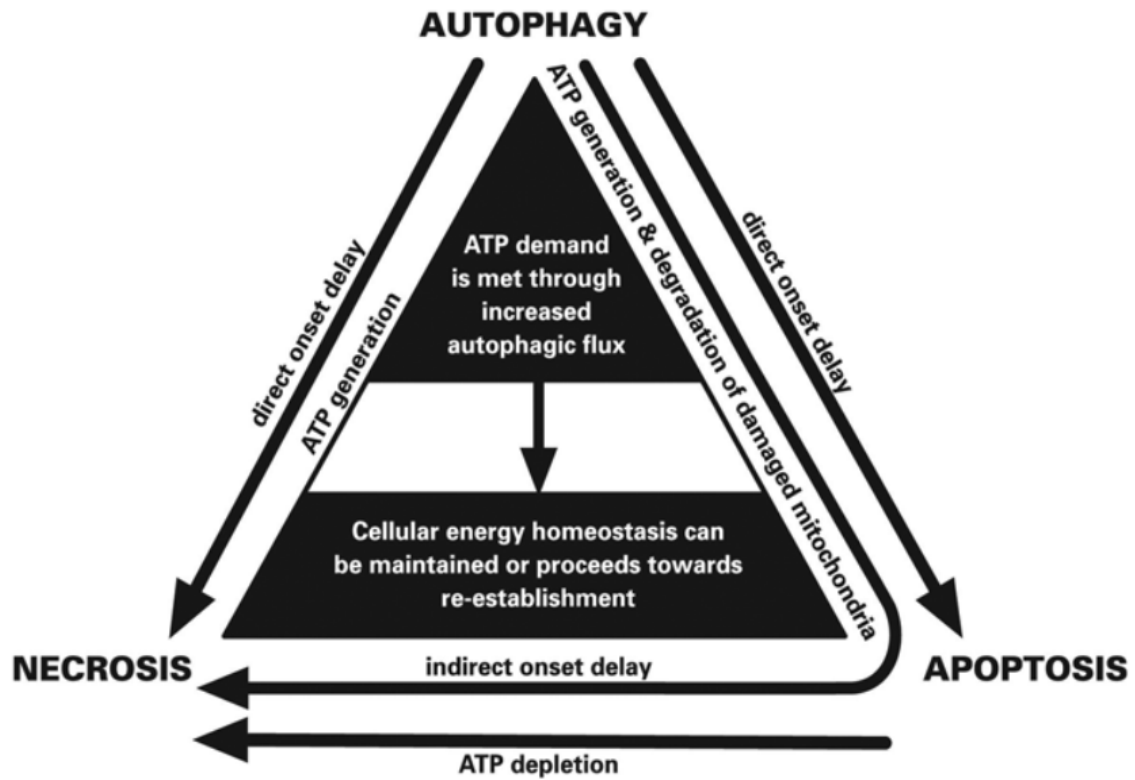 AUTOPHAGY
direct onset delay
ATP generation
ATP demand
is met through
increased
autophagic flux
ATP generation & degradation of damaged mitochondria
direct onset delay
Cellular energy homeostasis can
be maintained or proceeds towards
re-establishment
NECROSIS
indirect onset delay
APOPTOSIS
ATP depletion